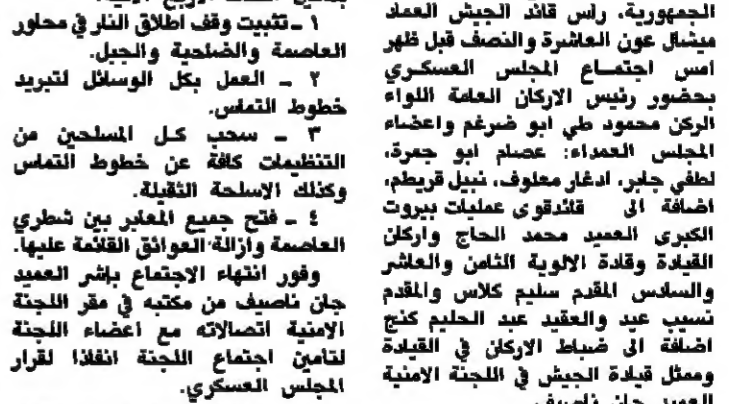 الجمهورية، رأس قائد الجيش العماد
ميشال عون العاشرة والنصف قبل ظهر
امس اجتماع المجلس العسكري
بحضور رئيس الاركان العامة اللواء
الركن محمود طي ابو ضرغم واعضاء
المجلس العمداء: عصام ابو جمرة،
لطفي جابر، ادغار معلوف، نبيل قريطم،
اضافة الى قائدقوى عمليات بيروت
الكبرى العميد محمد الحاج واركان
القيادة وقادة الالوية الثامن والعاشر
والسادس المقدم سليم كلاس والمقدم
نسيب عيد والعقيد عبد الحليم كنج
اضافة الى ضباط الاركان في القيادة
وممثل قيادة الجيش في اللجنة الامنية
العميد جان ناصيف
١ ـ تثبيت وقف اطلاق النار في محاور
العاصمة والضاحية والجبل.
٢ ـ العمل بكل الوسائل لتبريد
خطوط التماس.
٣ ـ سحب كل المسلحين من
التنظيمات كافة عن خطوط التماس
وكذلك الاسلحة الثقيلة.
٤ ـ فتح جميع المعابر بين شطري
العاصمة وازالة العوائق القائمة عليها.
وفور انتهاء الاجتماع باشر العميد
جان ناصيف من مكتبه في مقر اللجنة
الامنية اتصالاته مع اعضاء اللجنة
لتامين اجتماع اللجنة انفاذا لقرار
المجلس العسكري.